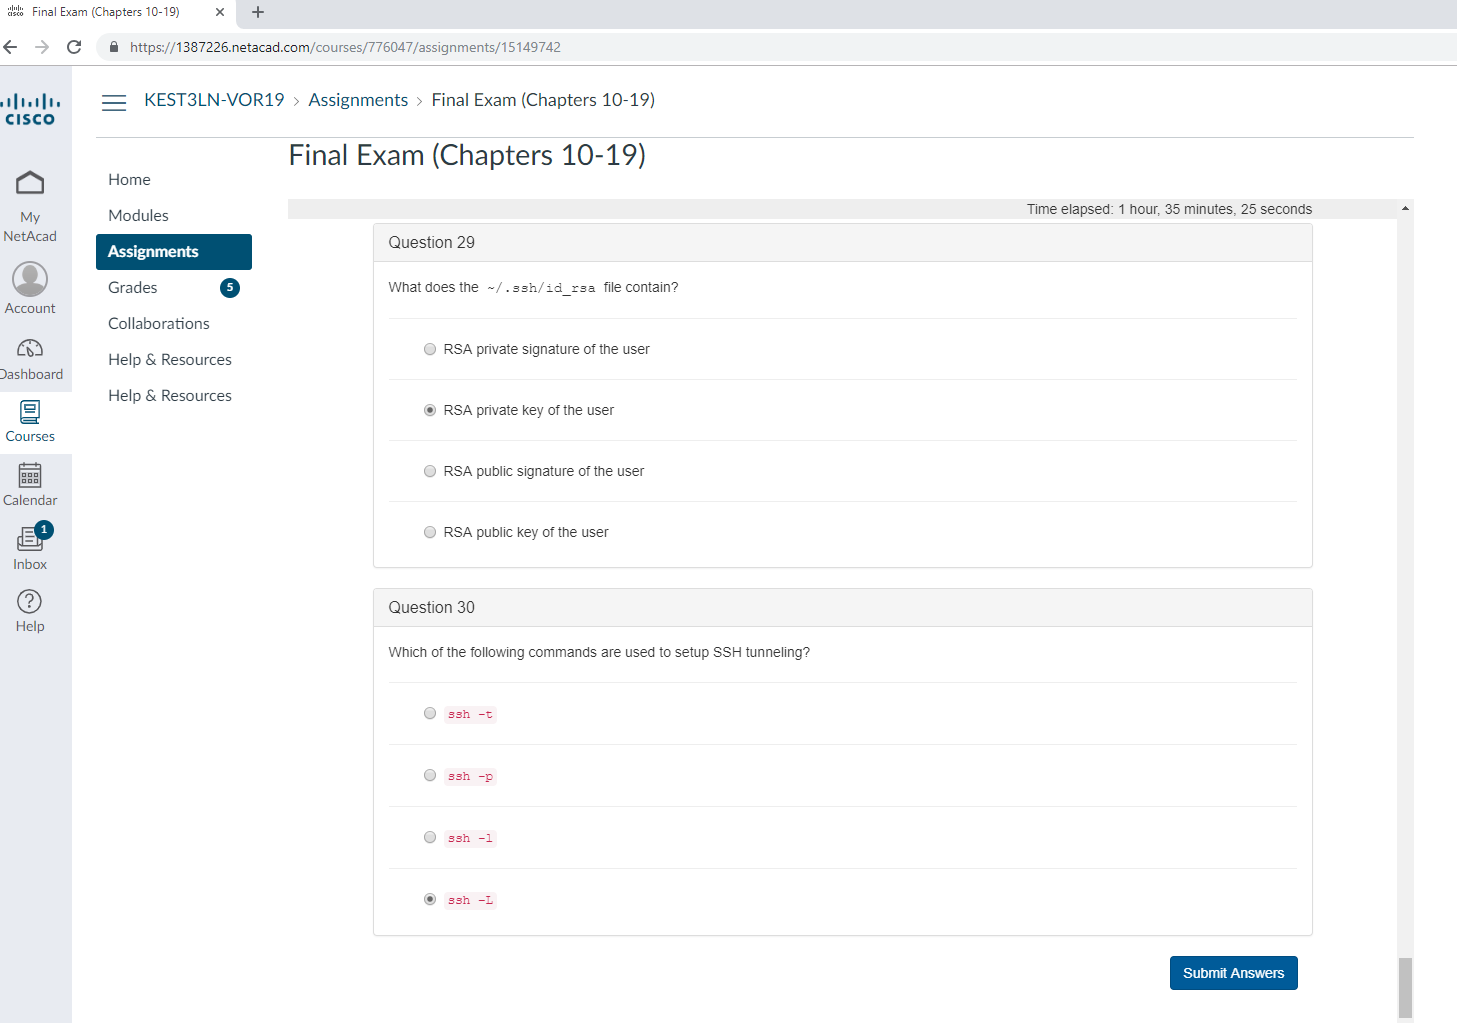 Final Exam (Chapters 10-19)
https://1387226.netacad.com/courses/776047/assignments/15149742
CISCO
My
NetAcad
Account
Dashboard
Courses
Calendar
1
Inbox
Help
KEST3LN-VOR19 > Assignments > Final Exam (Chapters 10-19)
Home
Modules
Assignments
Grades 5
Collaborations
Help & Resources
Help & Resources
Final Exam (Chapters 10-19)
Time elapsed: 1 hour, 35 minutes, 25 seconds
Question 29
What does the ~/.ssh/id_rsa file contain?
RSA private signature of the user
RSA private key of the user
RSA public signature of the user
RSA public key of the user
Question 30
Which of the following commands are used to setup SSH tunneling?
ssh -t
ssh -p
ssh -l
ssh -L
Submit Answers